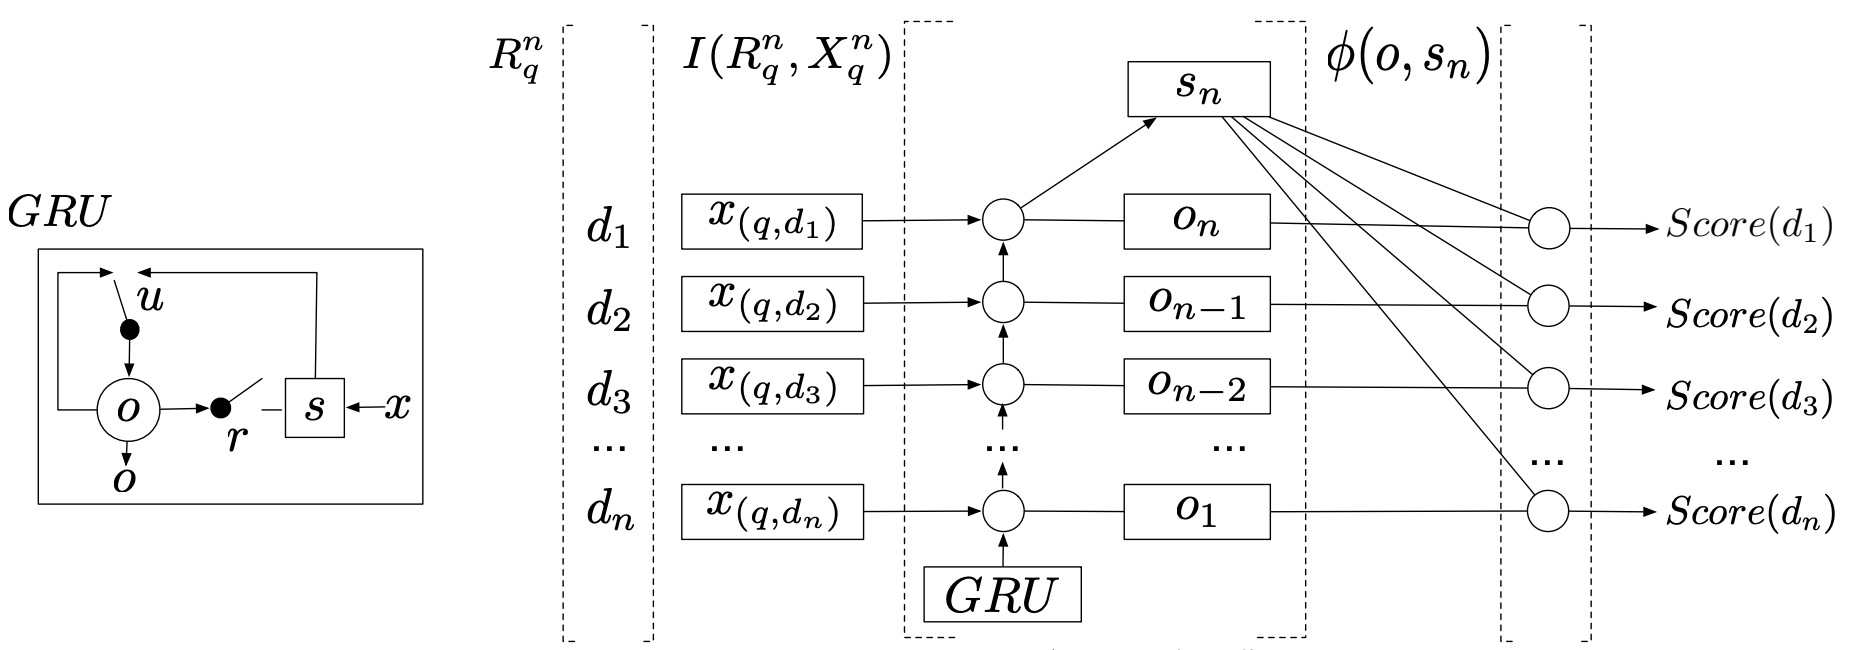 GRU
u
o
r
s
x
o
R_q^n
I(R_q^n, X_q^n)
s_n
ϕ(o, s_n)
d_1
x_(q,d_1)
o_n
Score(d_1)
d_2
x_(q,d_2)
o_{n−1}
Score(d_2)
d_3
x_(q,d_3)
o_{n−2}
Score(d_3)
... ... ... ... ... ...
d_n
x_(q,d_n)
o_1
Score(d_n)
GRU